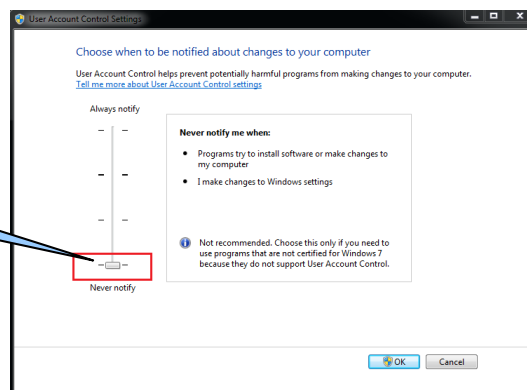 User Account Control Settings
Choose when to be notified about changes to your computer
User Account Control helps prevent potentially harmful programs from making changes to your computer.
Tell me more about User Account Control settings
Always notify
Never notify me when:
Programs try to install software or make changes to
my computer
I make changes to Windows settings
Not recommended. Choose this only if you need to
use programs that are not certified for Windows 7
because they do not support User Account Control.
Never notify
OK
Cancel